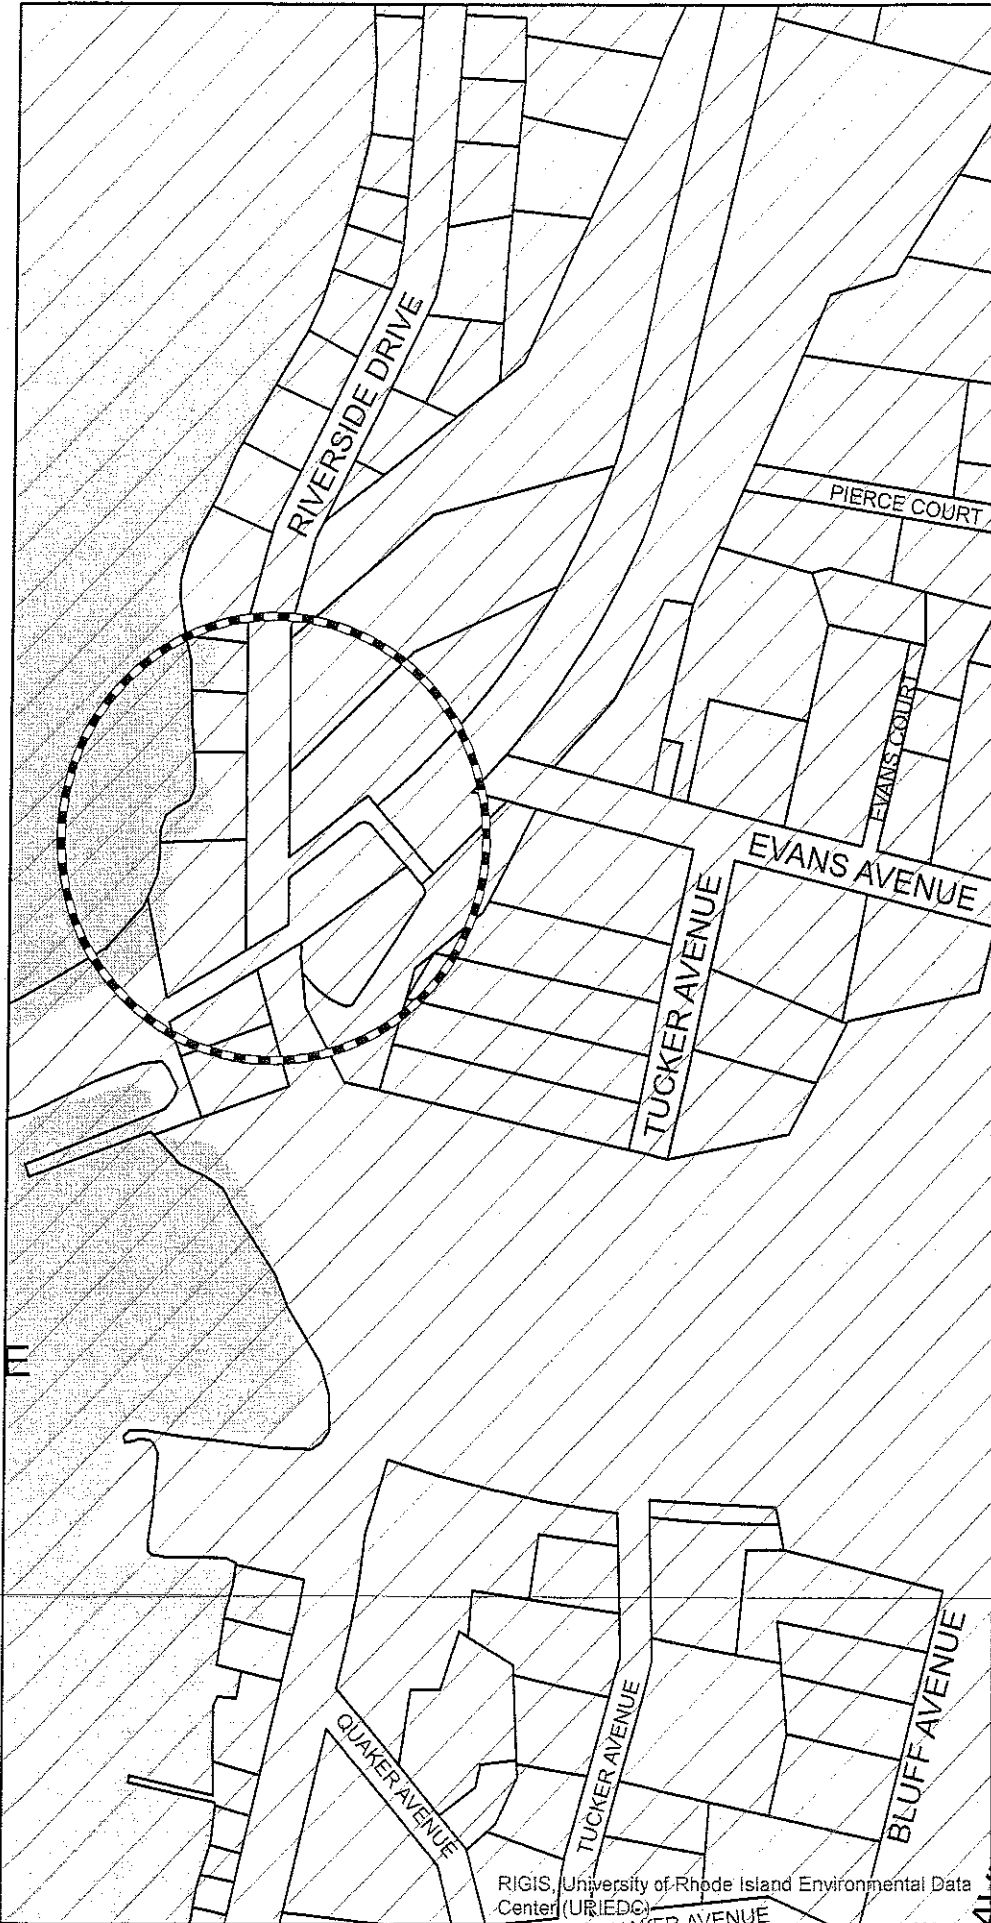 RIVERSIDE DRIVE
PIERCE COURT
EVANS COURT
EVANS AVENUE
TUCKER AVENUE
E
QUAKER AVENUE
TUCKER AVENUE
BLUFF AVENUE
RIGIS, University of Rhode Island Environmental Data
Center (URIEDC)
AVENUE